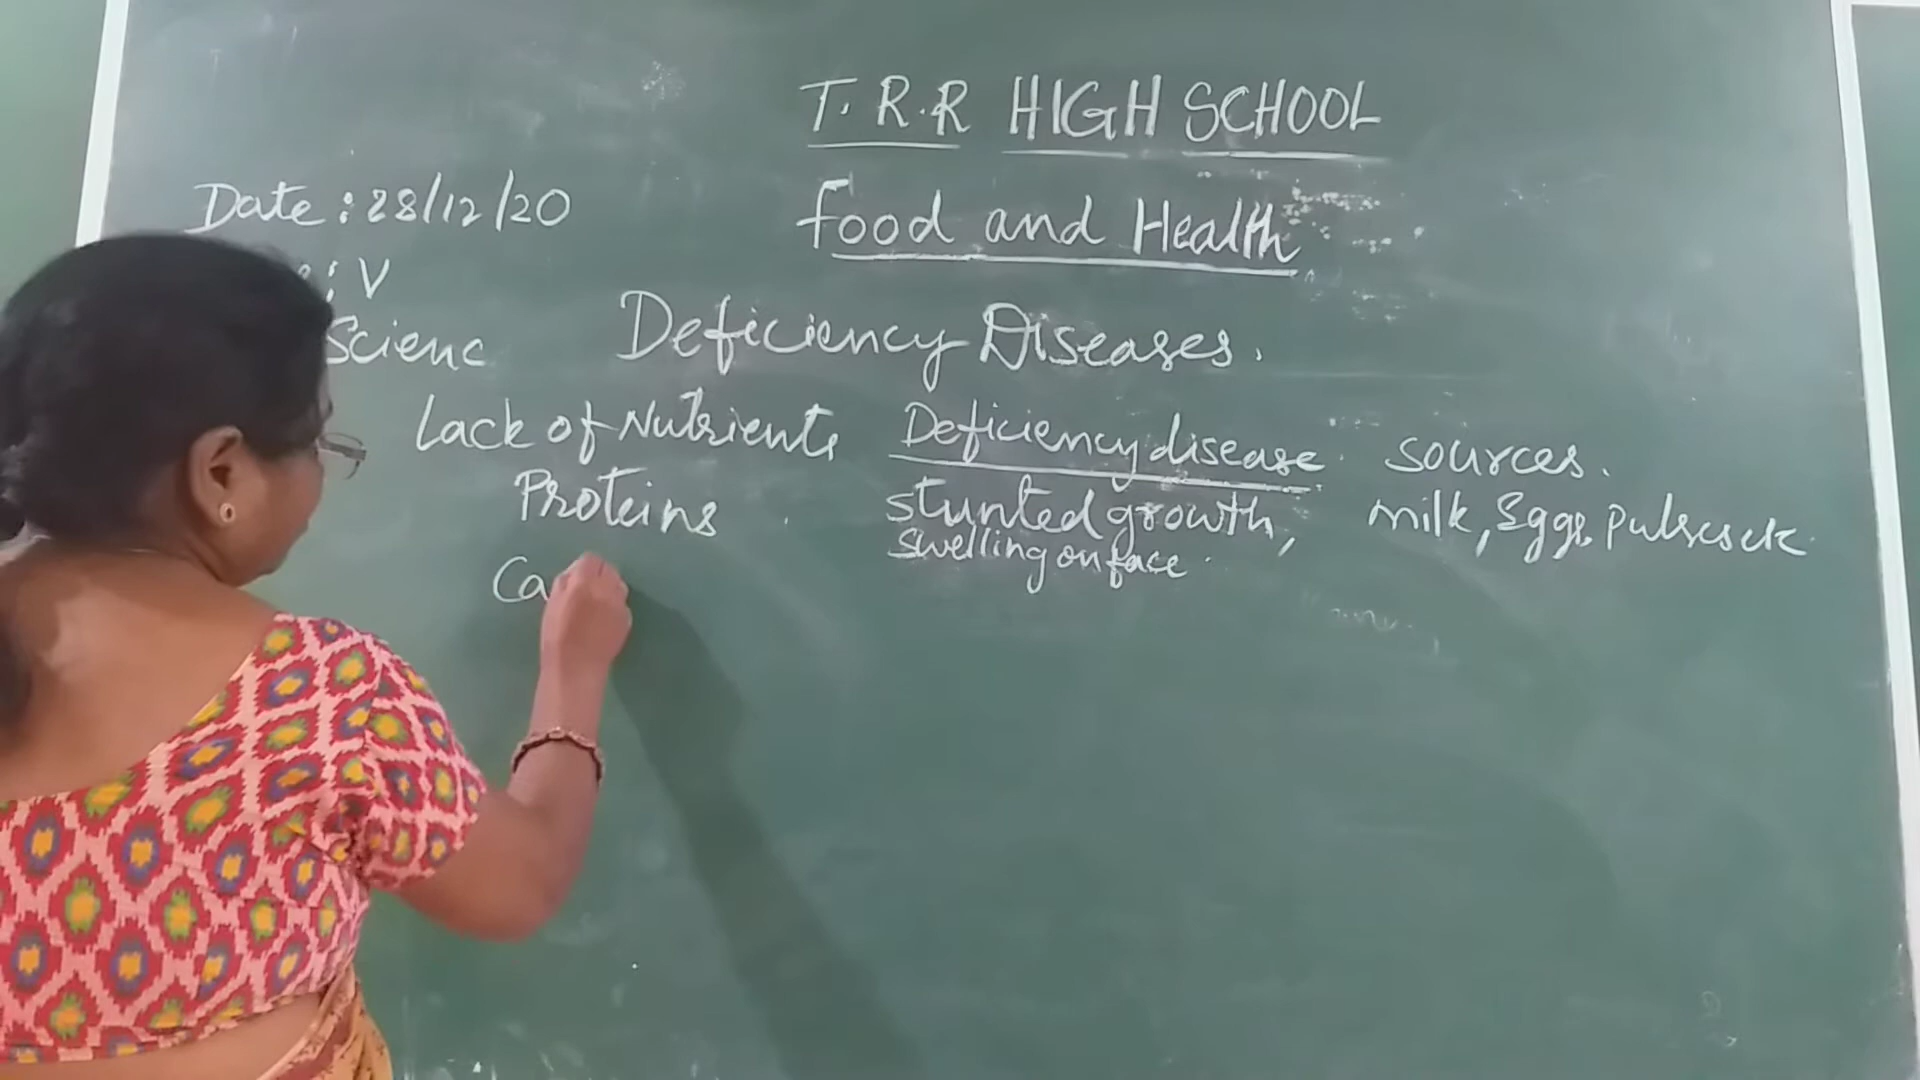 T. R. R HIGH SCHOOL
Date : 28/12/20
Food and Health
: V
Scienc
Deficiency Diseases.
Lack of Nutrients Deficiency disease. sources.
Proteins stunted growth, milk, Eggs, Pulses etc.
swelling on face.
Ca